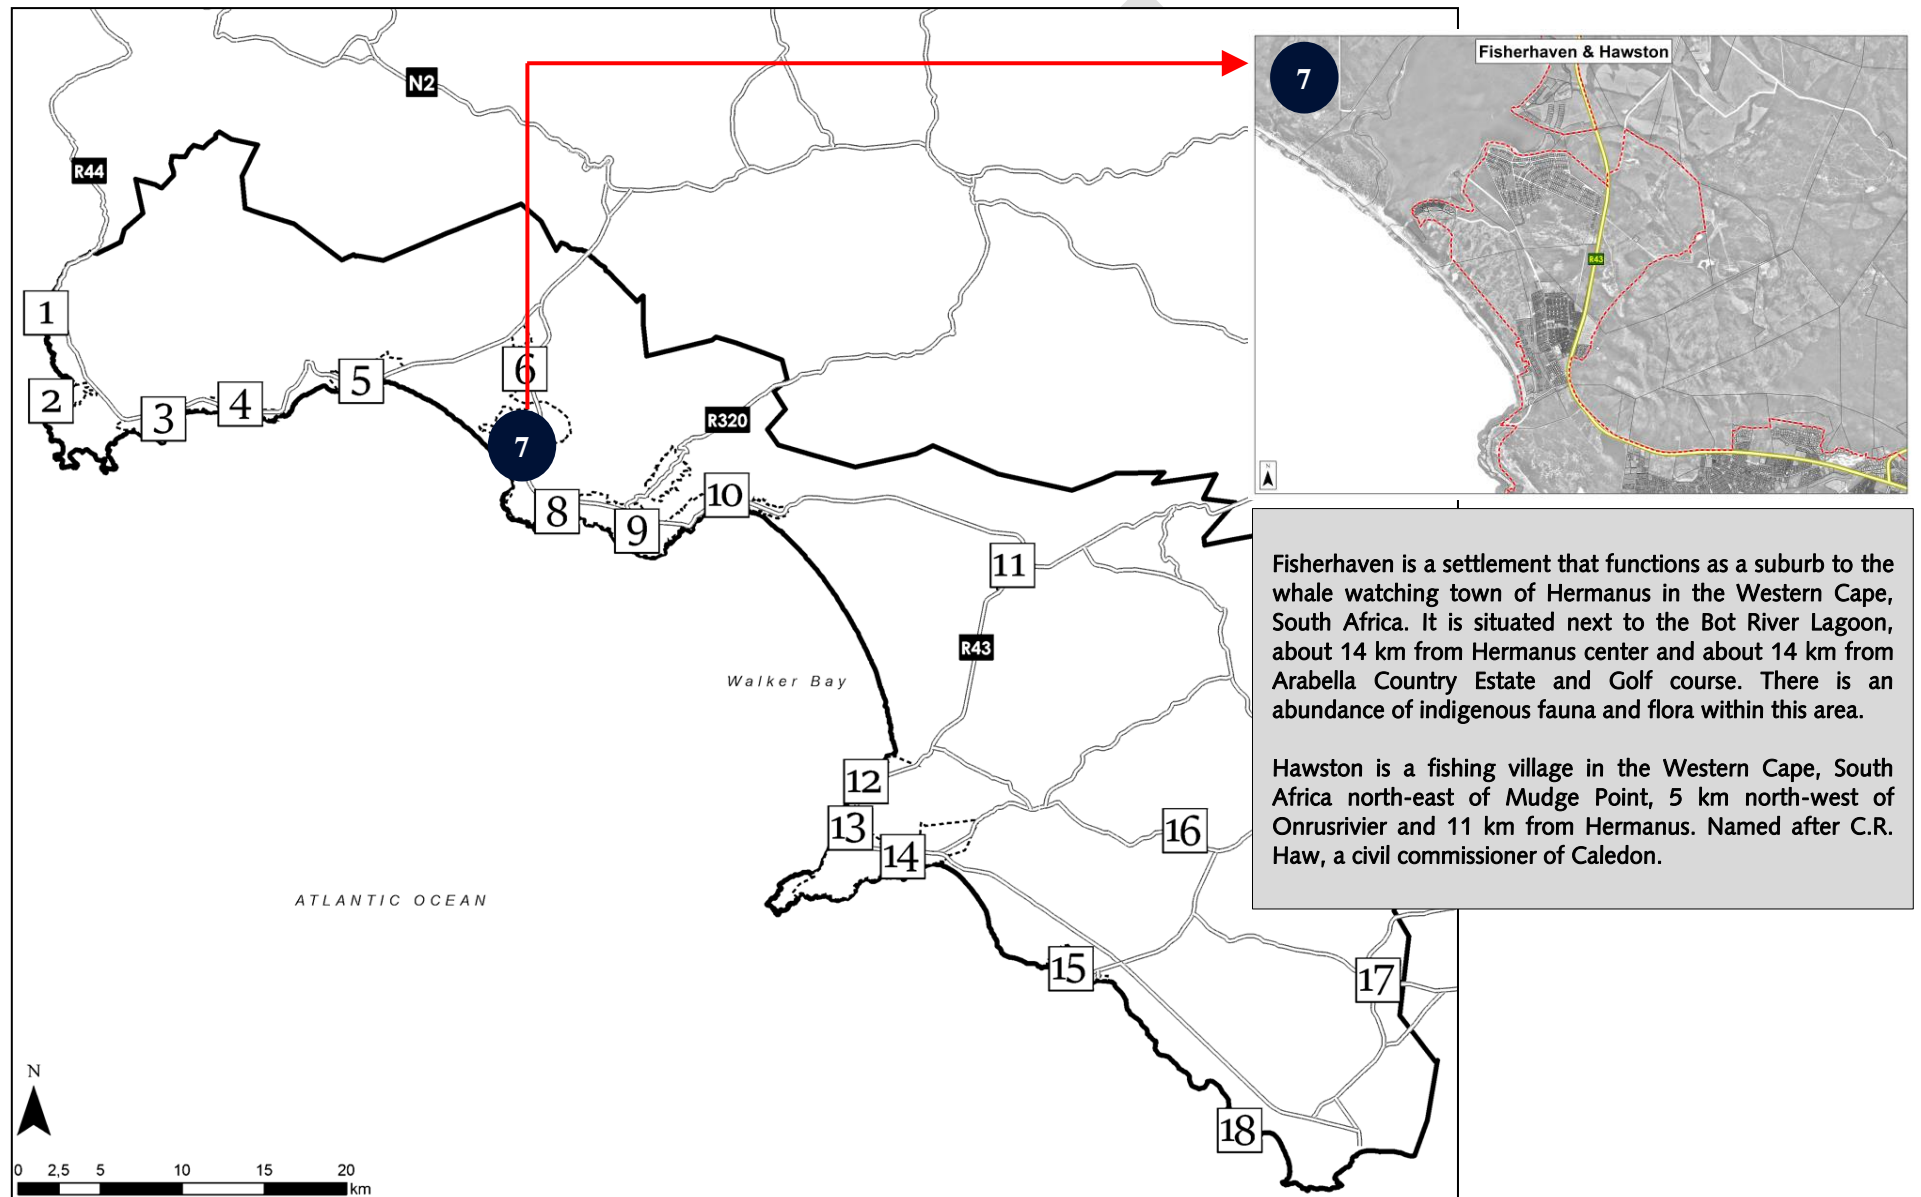 N2
R44
1
2
3
4
5
6
7
R320
8
9
10
11
R43
Walker Bay
12
13
14
16
ATLANTIC OCEAN
15
17
18
N
0 2,5 5 10 15 20
km
7
Fisherhaven & Hawston
R43
N
Fisherhaven is a settlement that functions as a suburb to the
whale watching town of Hermanus in the Western Cape,
South Africa. It is situated next to the Bot River Lagoon,
about 14 km from Hermanus center and about 14 km from
Arabella Country Estate and Golf course. There is an
abundance of indigenous fauna and flora within this area.
Hawston is a fishing village in the Western Cape, South
Africa north-east of Mudge Point, 5 km north-west of
Onrusrivier and 11 km from Hermanus. Named after C.R.
Haw, a civil commissioner of Caledon.